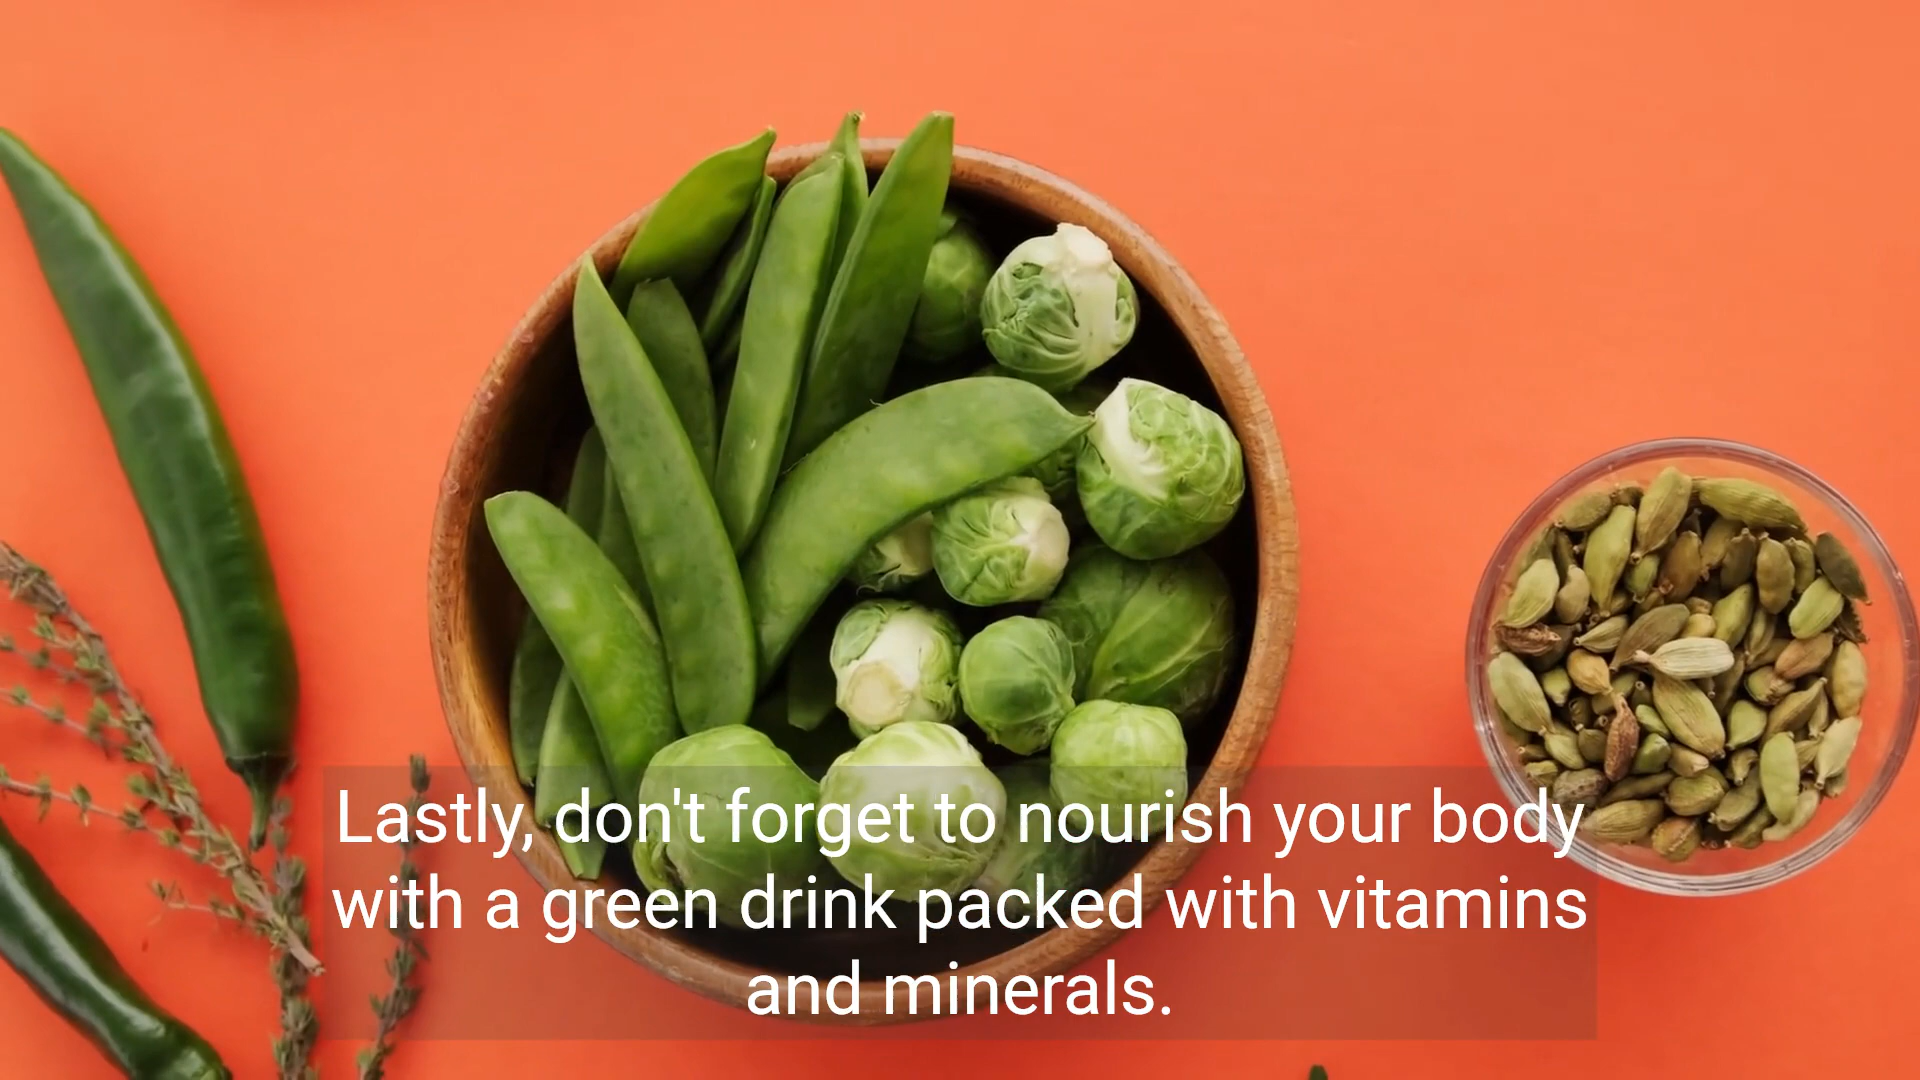 Lastly, don't forget to nourish your body
with a green drink packed with vitamins
and minerals.